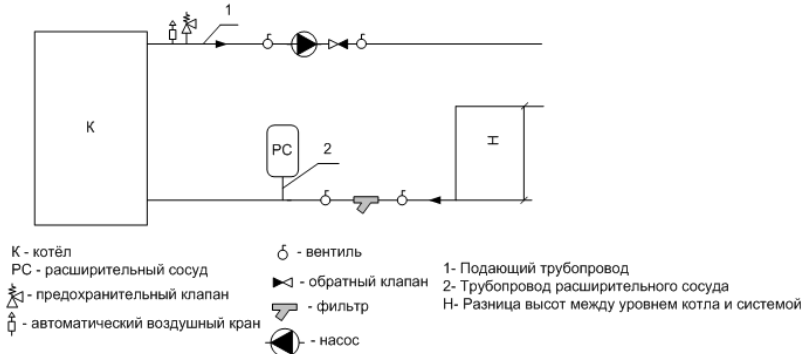 1
К
РС
2
Н
К - котёл
РС - расширительный сосуд
- предохранительный клапан
- автоматический воздушный кран
- вентиль
- обратный клапан
- фильтр
- насос
1- Подающий трубопровод
2- Трубопровод расширительного сосуда
Н- Разница высот между уровнем котла и системой